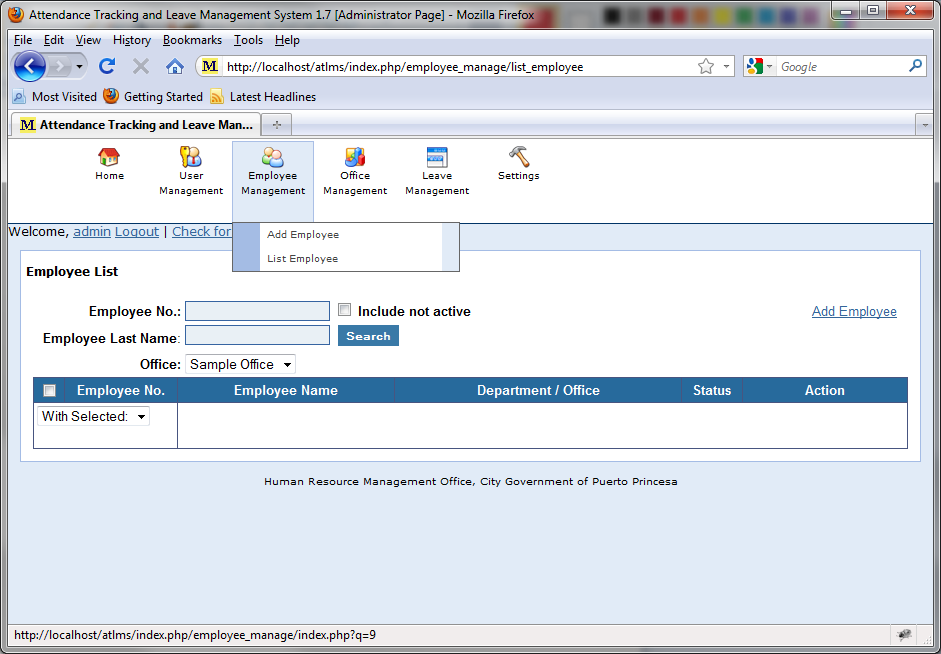 Attendance Tracking and Leave Management System 1.7 [Administrator Page] - Mozilla Firefox
File Edit View History Bookmarks Tools Help
M http://localhost/atlms/index.php/employee_manage/list_employee Google
Most Visited Getting Started Latest Headlines
M Attendance Tracking and Leave Man...
Home
User Management
Employee Management
Office Management
Leave Management
Settings
Welcome, admin Logout | Check for
Add Employee
List Employee
Employee List
Employee No.: Include not active Add Employee
Employee Last Name: Search
Office: Sample Office
Employee No. Employee Name Department / Office Status Action
With Selected:
Human Resource Management Office, City Government of Puerto Princesa
http://localhost/atlms/index.php/employee_manage/index.php?q=9